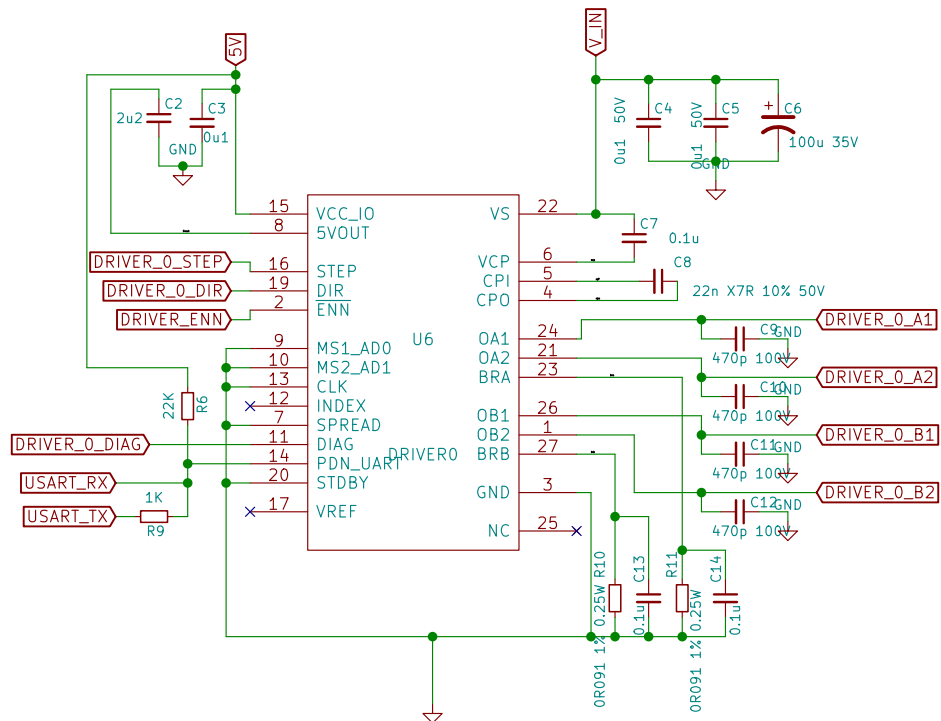 5V
V_IN
C2
2u2
C3
0u1
GND
C4
0u1 50V
C5
0u1 50V
GND
C6
100u 35V
15
VCC_IO
8
5VOUT
DRIVER_0_STEP
16
STEP
DRIVER_0_DIR
19
DIR
DRIVER_ENN
2
ENN
9
MS1_AD0
10
MS2_AD1
13
CLK
12
INDEX
7
SPREAD
DRIVER_0_DIAG
11
DIAG
14
PDN_UART
20
STDBY
17
VREF
22K
R6
USART_RX
USART_TX
1K
R9
U6
DRIVER0
VS
22
VCP
6
CPI
5
CPO
4
OA1
24
OA2
21
BRA
23
OB1
26
OB2
1
BRB
27
GND
3
NC
25
C7
0.1u
C8
22n X7R 10% 50V
C9
GND
470p 100V
DRIVER_0_A1
C10
GND
470p 100V
DRIVER_0_A2
C11
GND
470p 100V
DRIVER_0_B1
C12
GND
470p 100V
DRIVER_0_B2
R10
0R091 1% 0.25W
C13
0.1u
R11
0R091 1% 0.25W
C14
0.1u